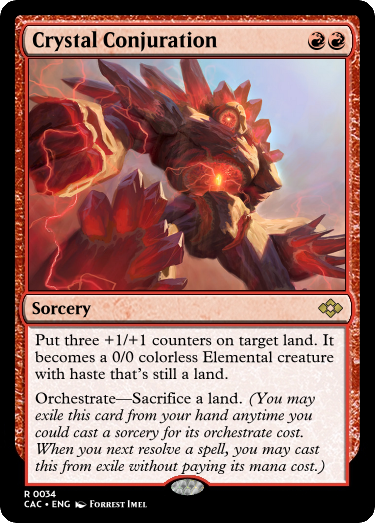 Crystal Conjuration
Sorcery
Put three +1/+1 counters on target land. It
becomes a 0/0 colorless Elemental creature
with haste that's still a land.
Orchestrate—Sacrifice a land. (You may
exile this card from your hand anytime you
could cast a sorcery for its orchestrate cost.
When you next resolve a spell, you may cast
this from exile without paying its mana cost.)
R 0034
CAC • ENG Forrest Imel